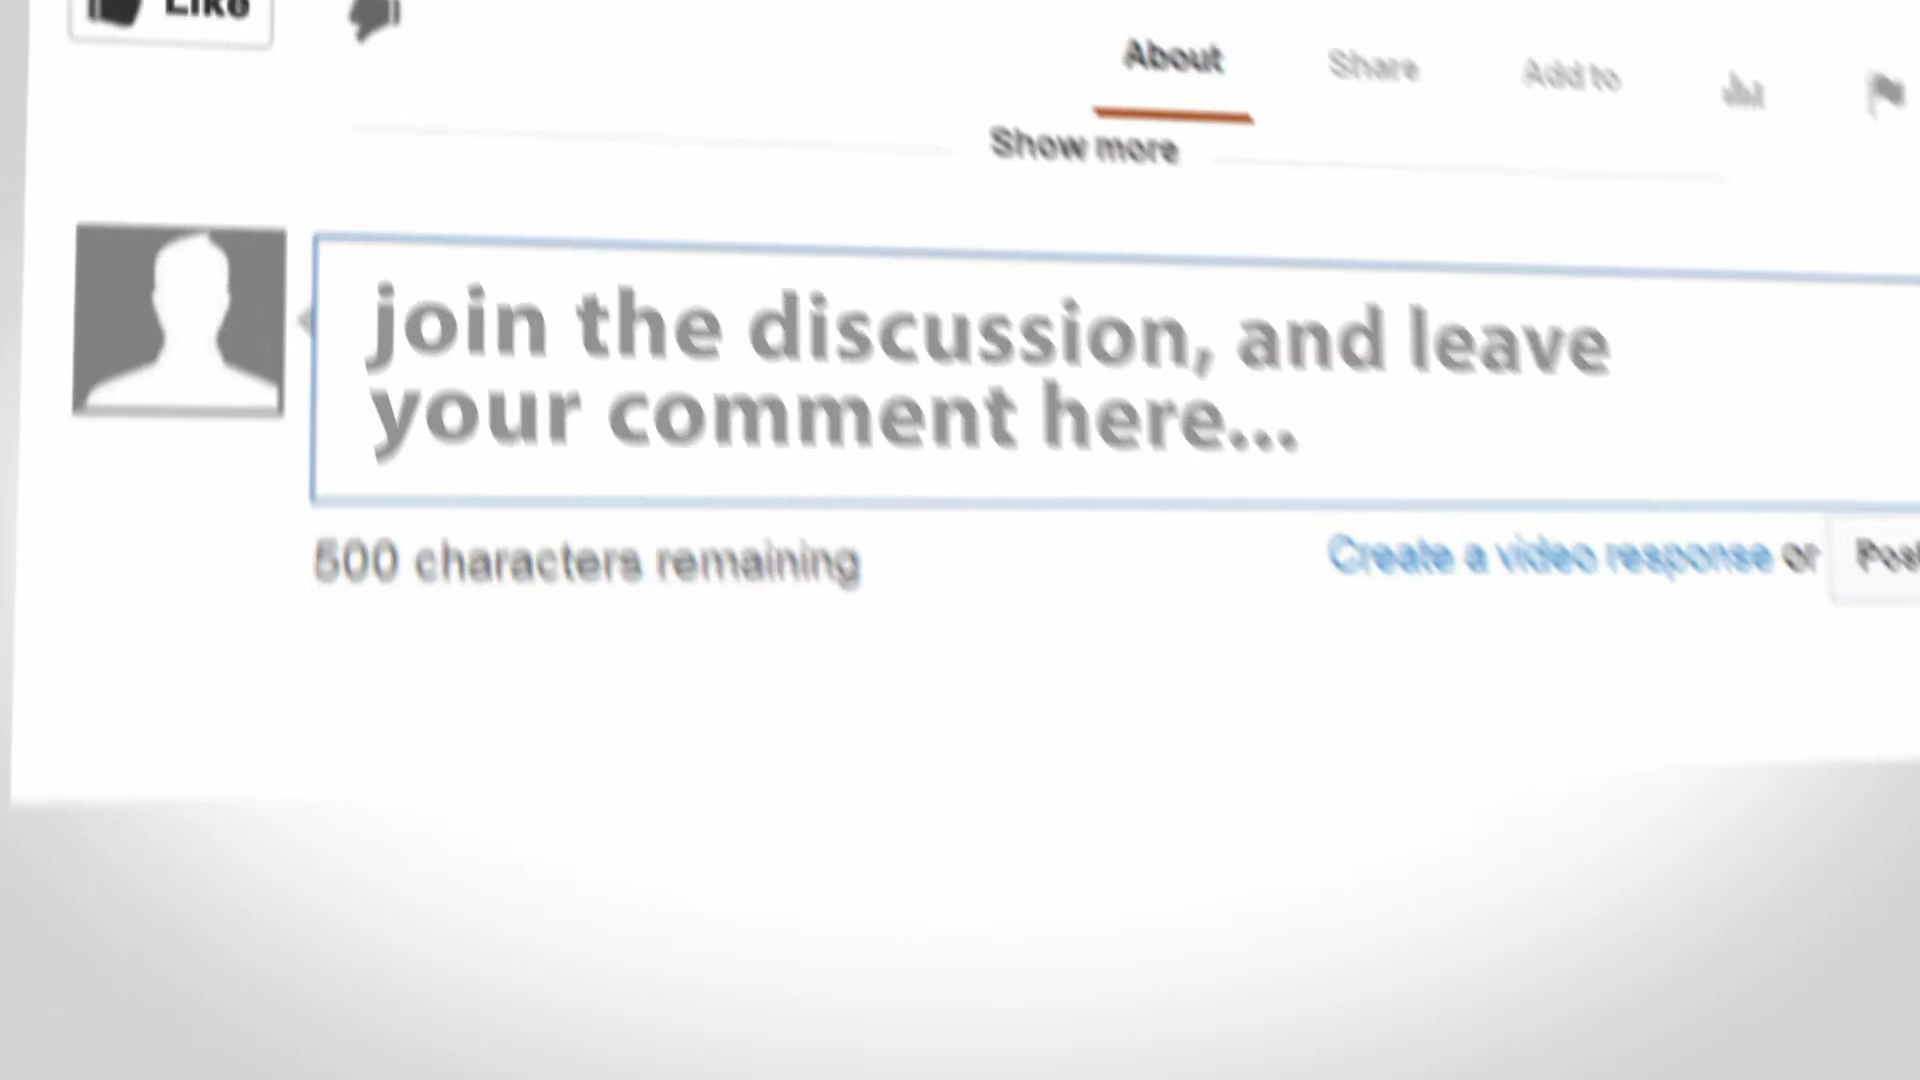 Like
About Share Add to
Show more
join the discussion, and leave
your comment here...
500 characters remaining
Create a video response or